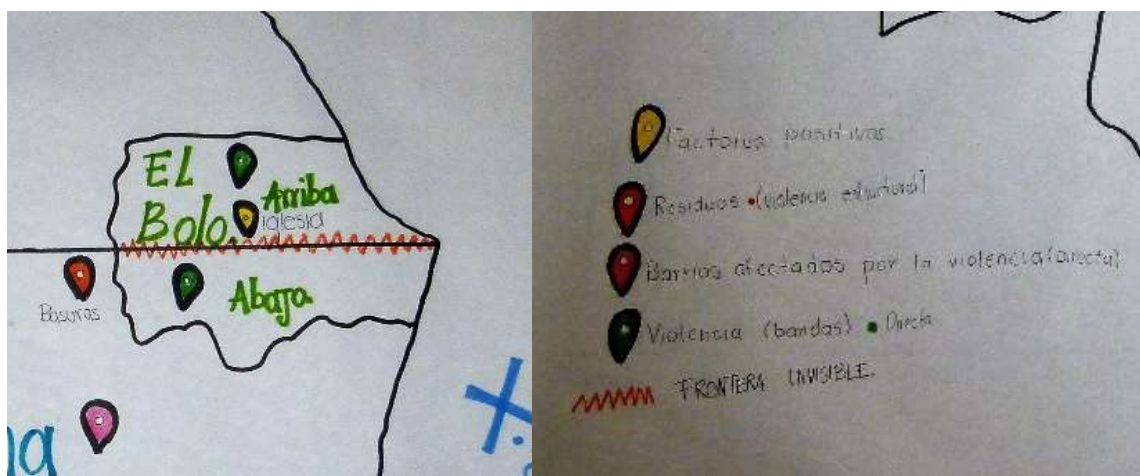 EL
Arriba
Bolo.
iglesia
Abajo
Basuras
na
Factores positivos
Residuos •(violencia estructural)
Barrios afectados por la violencia (directa)
Violencia (bandas) • Directa
FRONTERA INVISIBLE.